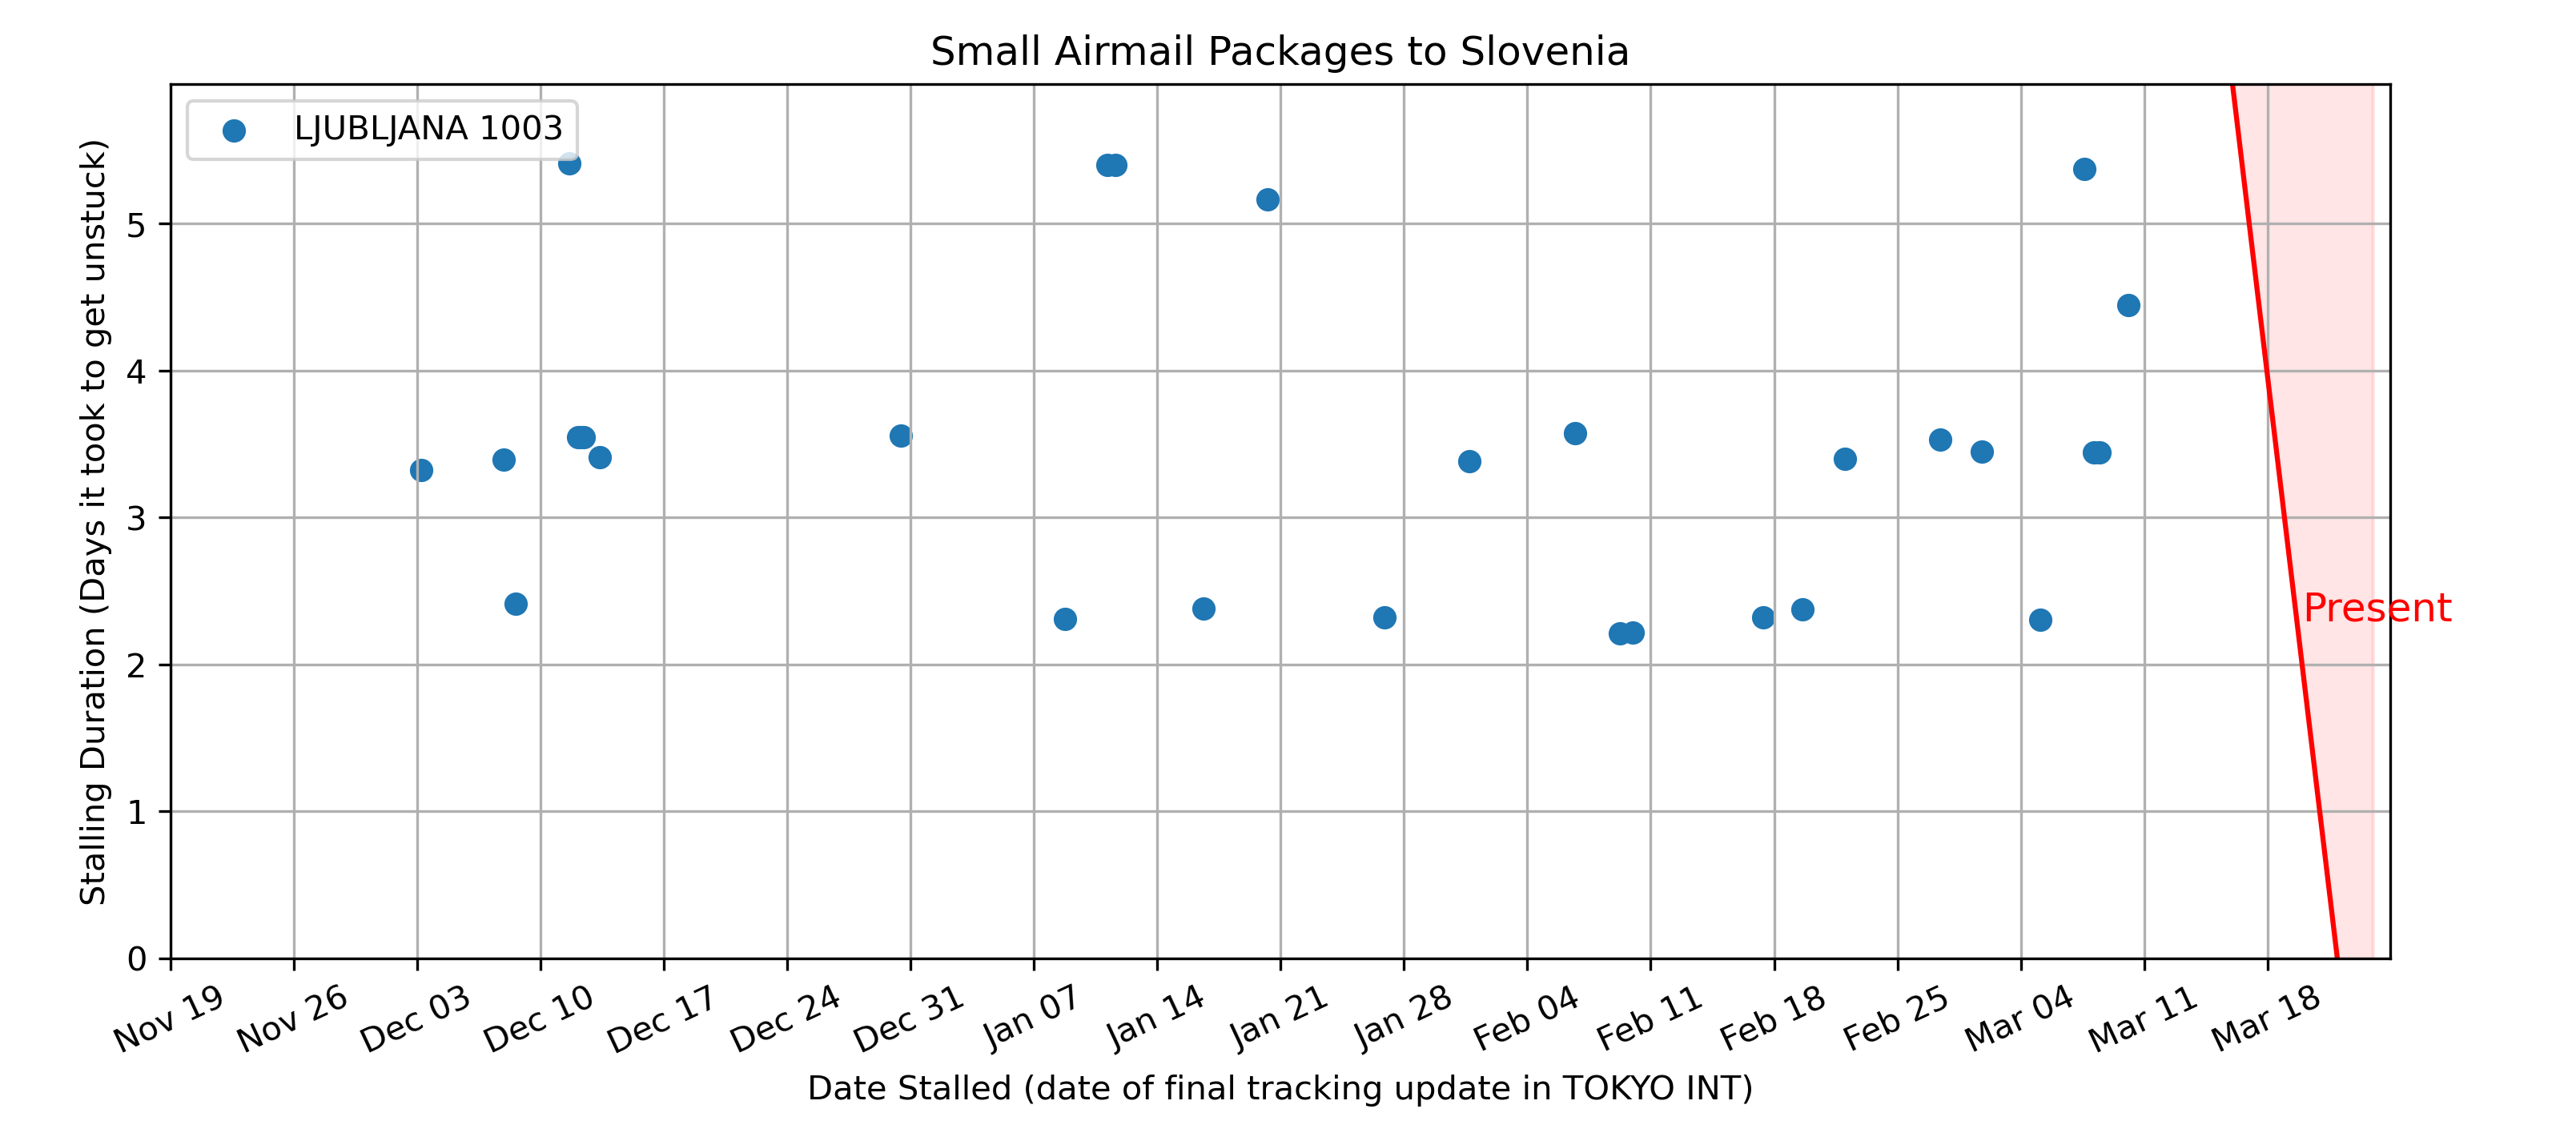 Small Airmail Packages to Slovenia
LJUBLJANA 1003
Stalling Duration (Days it took to get unstuck)
5
4
3
2
1
0
Present
Nov 19
Nov 26
Dec 03
Dec 10
Dec 17
Dec 24
Dec 31
Jan 07
Jan 14
Jan 21
Jan 28
Feb 04
Feb 11
Feb 18
Feb 25
Mar 04
Mar 11
Mar 18
Date Stalled (date of final tracking update in TOKYO INT)